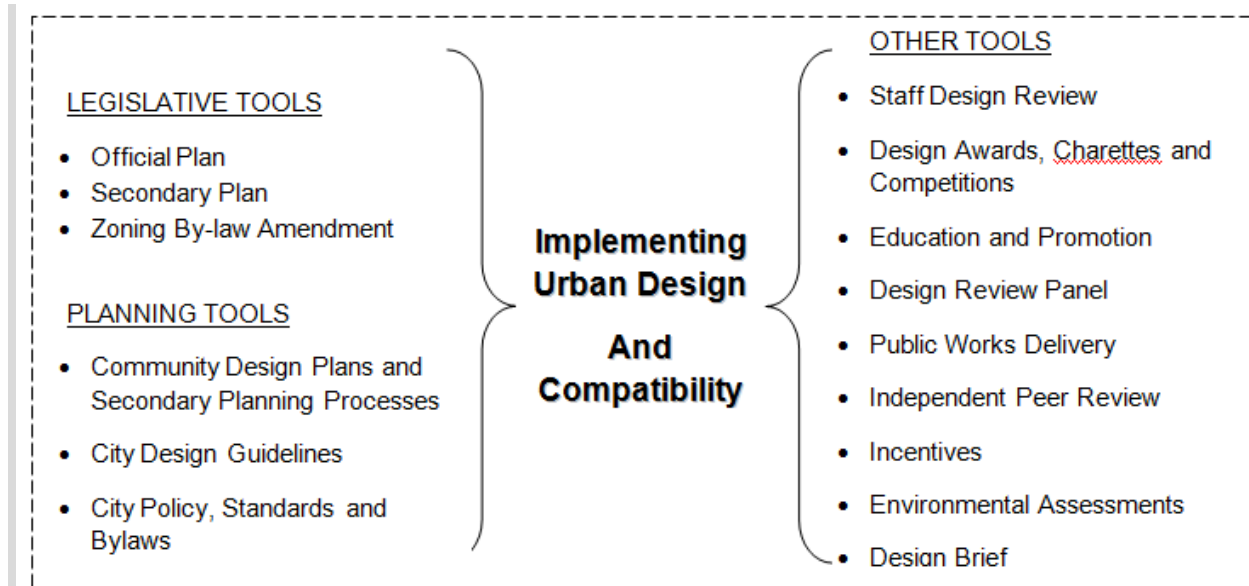 LEGISLATIVE TOOLS
• Official Plan
• Secondary Plan
• Zoning By-law Amendment
PLANNING TOOLS
• Community Design Plans and
Secondary Planning Processes
• City Design Guidelines
• City Policy, Standards and
Bylaws
Implementing
Urban Design
And
Compatibility
OTHER TOOLS
• Staff Design Review
• Design Awards, Charettes and
Competitions
• Education and Promotion
• Design Review Panel
• Public Works Delivery
• Independent Peer Review
• Incentives
• Environmental Assessments
• Design Brief